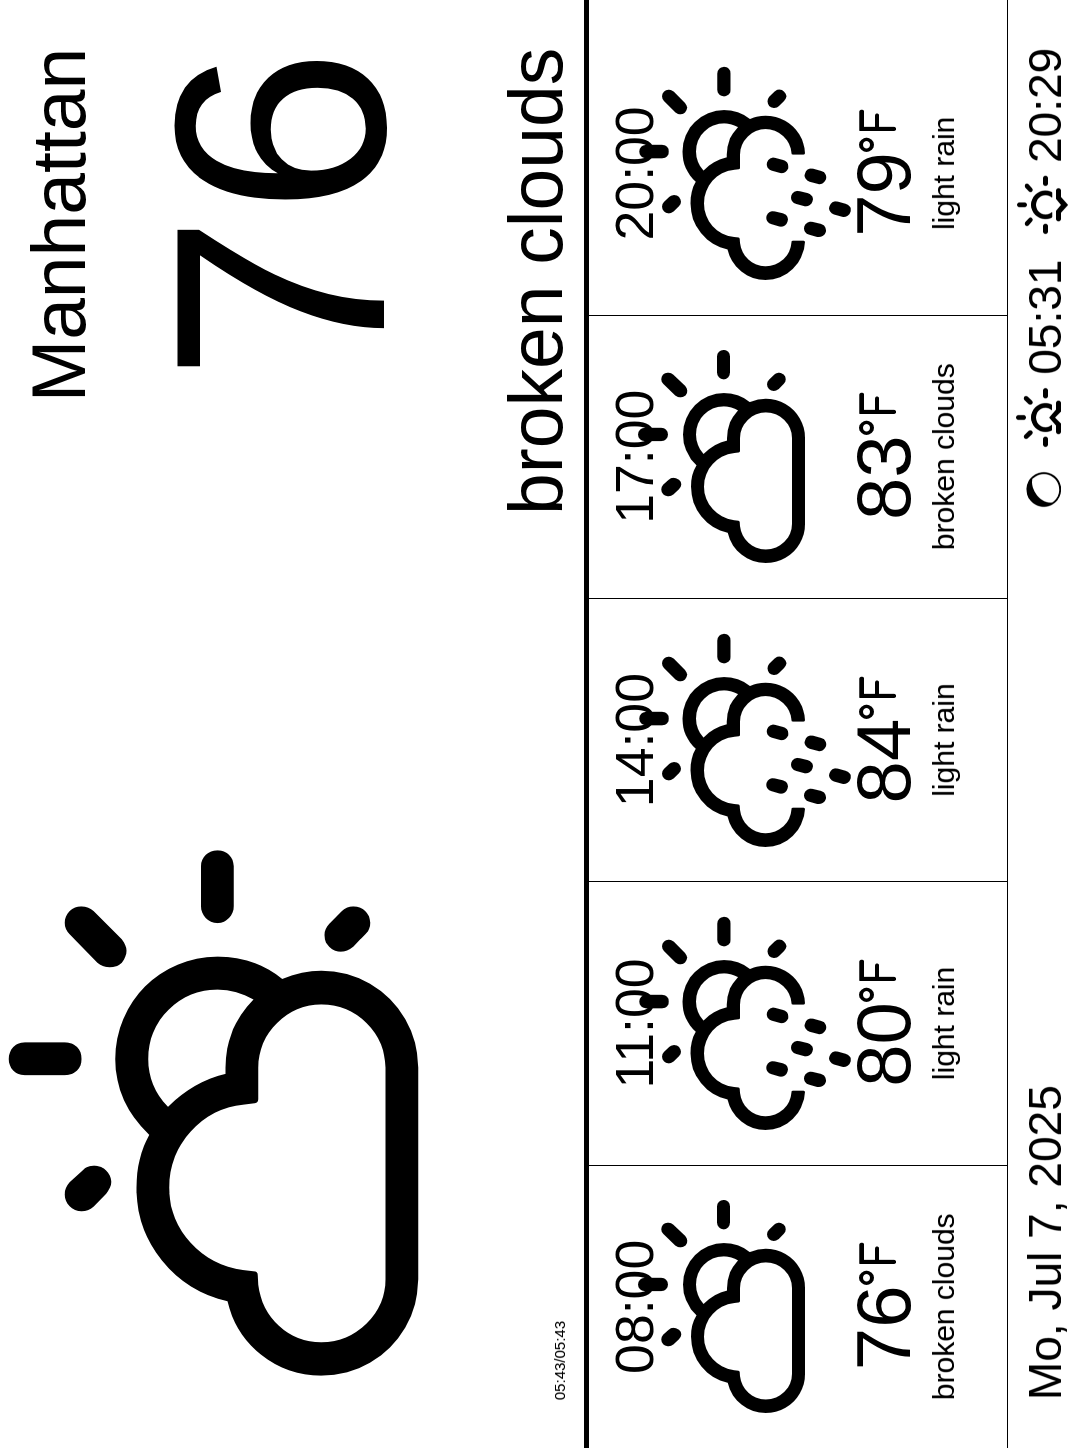 Manhattan
76
broken clouds
05:43/05:43
08:00
76°F
broken clouds
11:00
80°F
light rain
14:00
84°F
light rain
17:00
83°F
broken clouds
20:00
79°F
light rain
Mo, Jul 7, 2025
05:31
20:29